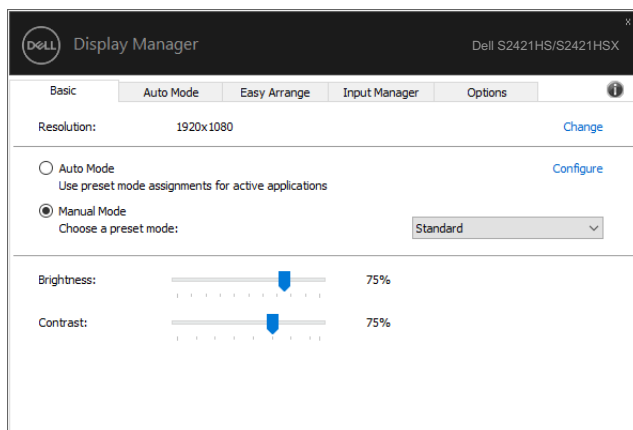 x
DELL Display Manager Dell S2421HS/S2421HSX
Basic Auto Mode Easy Arrange Input Manager Options i
Resolution: 1920x1080 Change
Auto Mode Configure
Use preset mode assignments for active applications
Manual Mode
Choose a preset mode: Standard
Brightness: 75%
Contrast: 75%